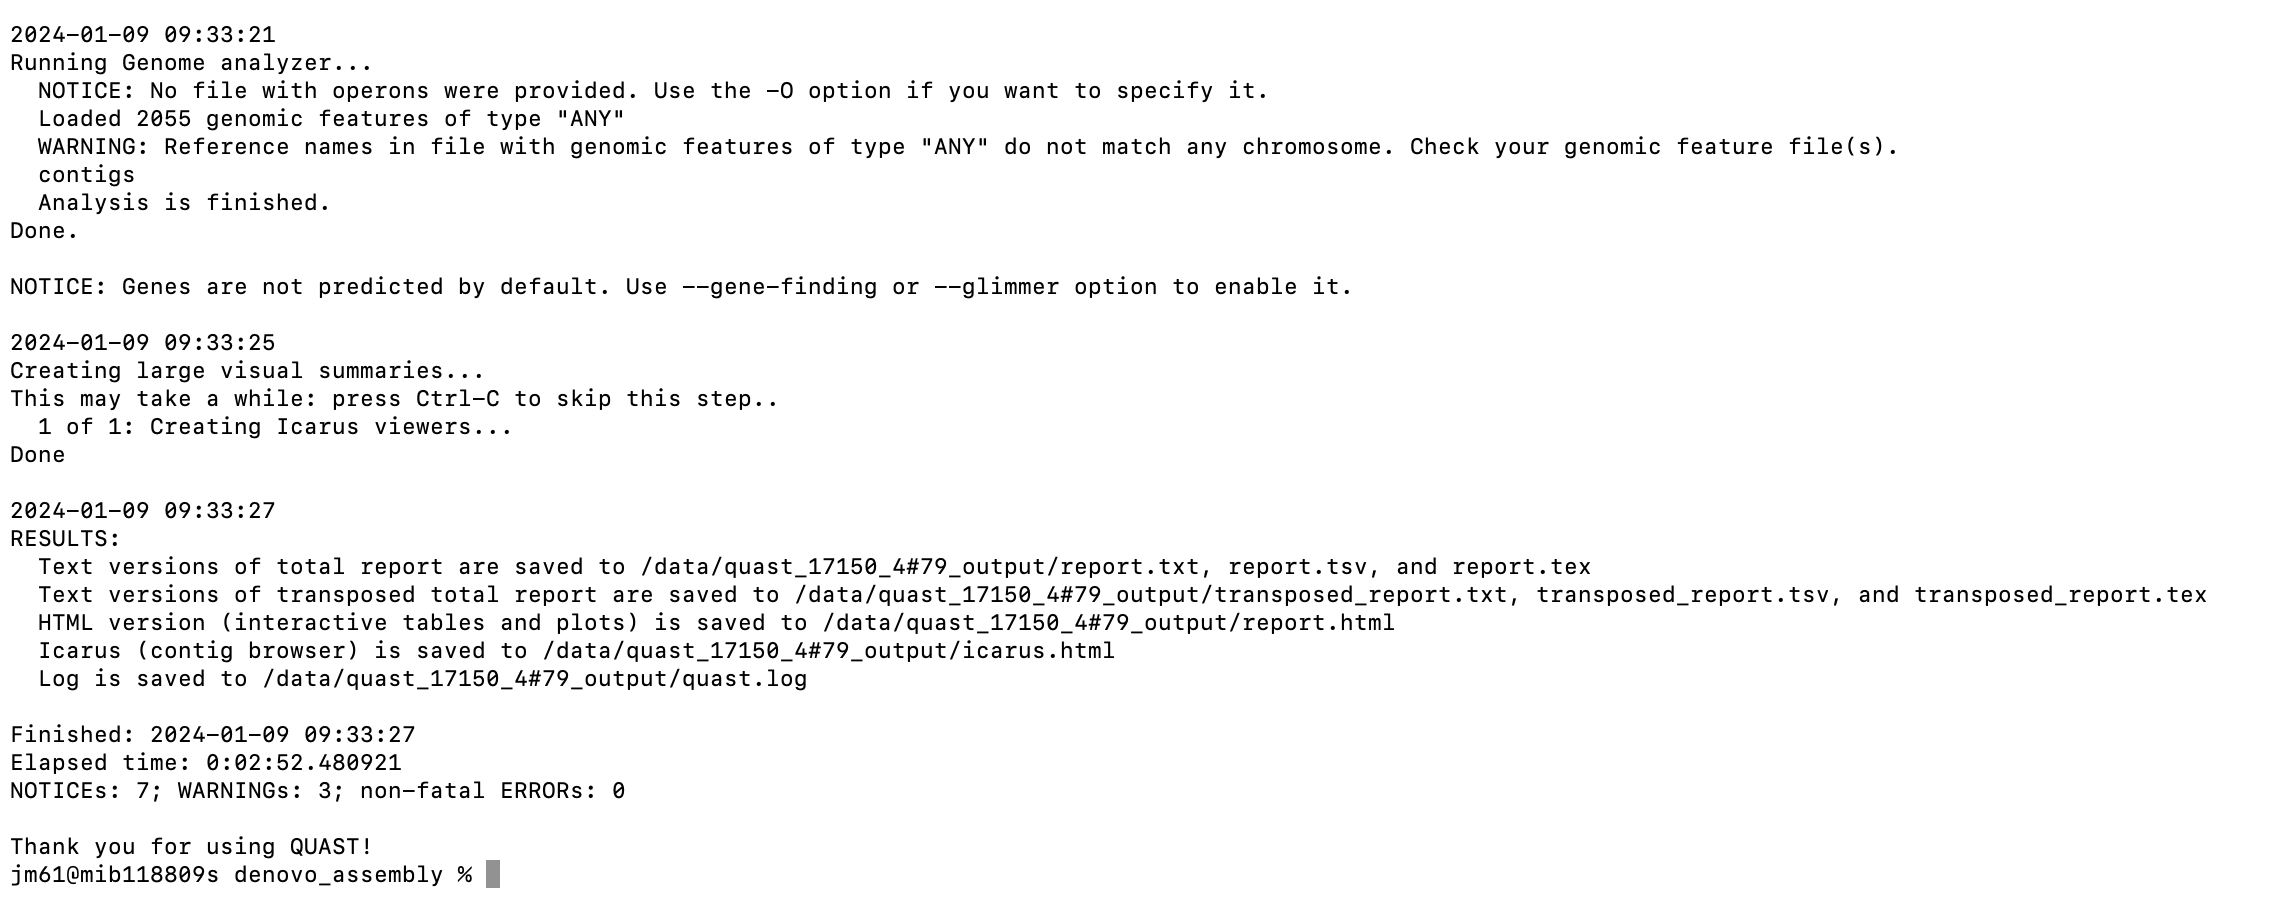 2024-01-09 09:33:21
Running Genome analyzer...
  NOTICE: No file with operons were provided. Use the -O option if you want to specify it.
  Loaded 2055 genomic features of type "ANY"
  WARNING: Reference names in file with genomic features of type "ANY" do not match any chromosome. Check your genomic feature file(s).
  contigs
  Analysis is finished.
Done.

NOTICE: Genes are not predicted by default. Use --gene-finding or --glimmer option to enable it.

2024-01-09 09:33:25
Creating large visual summaries...
This may take a while: press Ctrl-C to skip this step..
  1 of 1: Creating Icarus viewers...
Done

2024-01-09 09:33:27
RESULTS:
  Text versions of total report are saved to /data/quast_17150_4#79_output/report.txt, report.tsv, and report.tex
  Text versions of transposed total report are saved to /data/quast_17150_4#79_output/transposed_report.txt, transposed_report.tsv, and transposed_report.tex
  HTML version (interactive tables and plots) is saved to /data/quast_17150_4#79_output/report.html
  Icarus (contig browser) is saved to /data/quast_17150_4#79_output/icarus.html
  Log is saved to /data/quast_17150_4#79_output/quast.log

Finished: 2024-01-09 09:33:27
Elapsed time: 0:02:52.480921
NOTICEs: 7; WARNINGs: 3; non-fatal ERRORs: 0

Thank you for using QUAST!
jm61@mib118809s denovo_assembly %